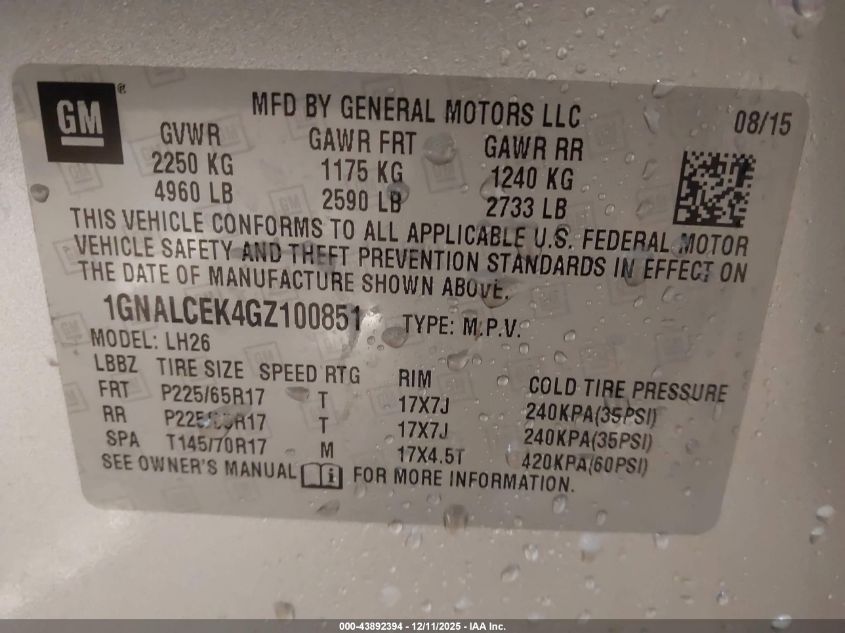 GM®
MFD BY GENERAL MOTORS LLC
08/15
GVWR GAWR FRT GAWR RR
2250 KG 1175 KG 1240 KG
4960 LB 2590 LB 2733 LB
THIS VEHICLE CONFORMS TO ALL APPLICABLE U.S. FEDERAL MOTOR
VEHICLE SAFETY AND THEFT PREVENTION STANDARDS IN EFFECT ON
THE DATE OF MANUFACTURE SHOWN ABOVE.
1GNALCEK4GZ100851 TYPE: M.P.V.
MODEL: LH26
LBBZ TIRE SIZE SPEED RTG RIM COLD TIRE PRESSURE
FRT P225/65R17 T 17X7J 240KPA(35PSI)
RR P225/65R17 T 17X7J 240KPA(35PSI)
SPA T145/70R17 M 17X4.5T 420KPA(60PSI)
SEE OWNER'S MANUAL FOR MORE INFORMATION.
000-43892394 - 12/11/2025 - IAA Inc.